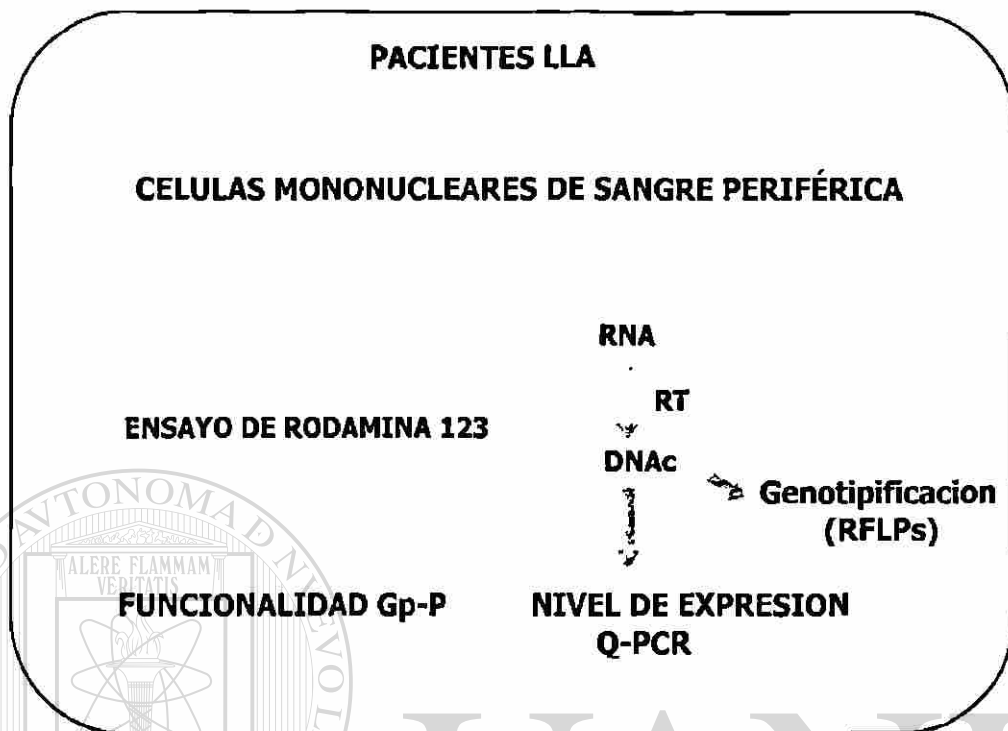 PACIENTES LLA
CELULAS MONONUCLEARES DE SANGRE PERIFÉRICA
RNA
RT
ENSAYO DE RODAMINA 123
DNAc
Genotipificacion
(RFLPs)
FUNCIONALIDAD Gp-P
NIVEL DE EXPRESION
Q-PCR
ALERE FLAMMAM
VERITATIS